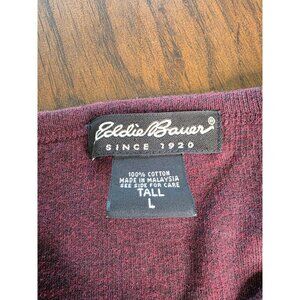 Eddie Bauer®
SINCE 1920
100% COTTON
MADE IN MALAYSIA
SEE SIDE FOR CARE
TALL
L